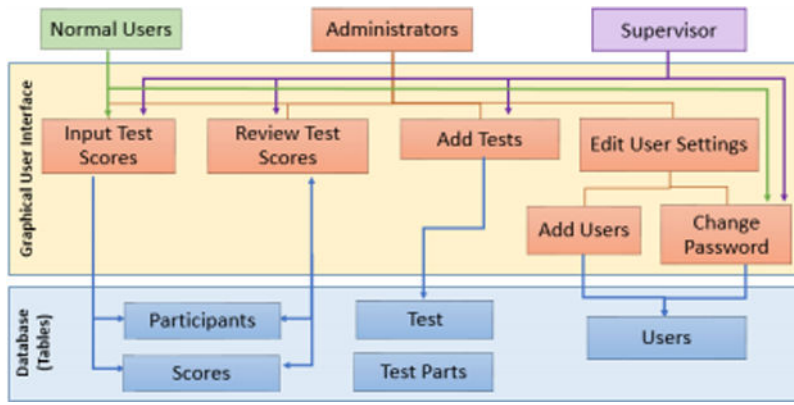 Normal Users
Administrators
Supervisor
Graphical User Interface
Input Test
Scores
Review Test
Scores
Add Tests
Edit User Settings
Add Users
Change
Password
Database
(Tables)
Participants
Test
Users
Scores
Test Parts